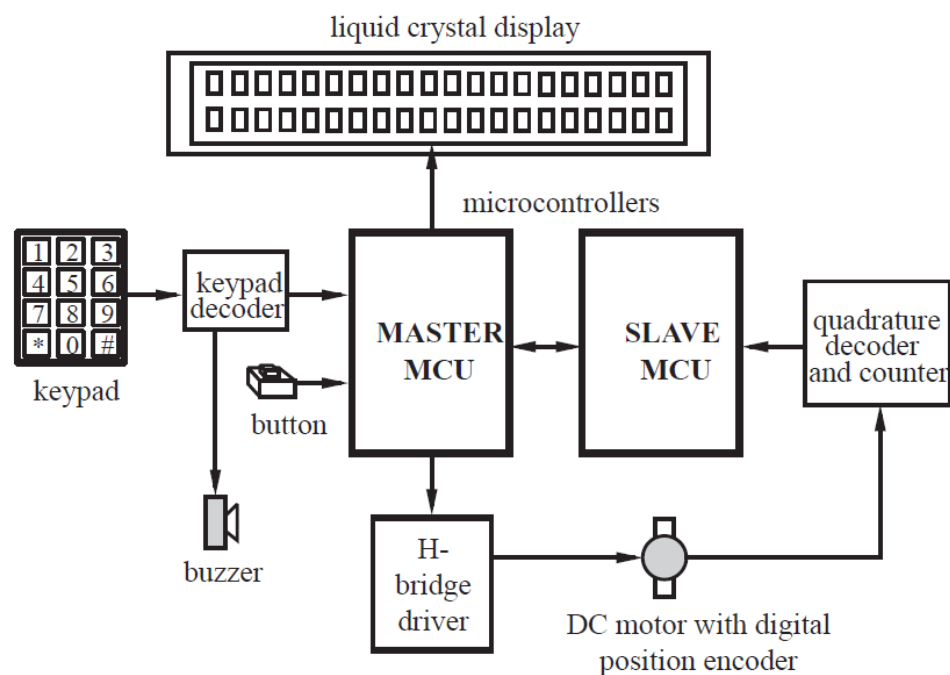 liquid crystal display
microcontrollers
1 2 3
4 5 6
7 8 9
* 0 #
keypad
keypad
decoder
button
buzzer
MASTER
MCU
SLAVE
MCU
quadrature
decoder
and counter
H-
bridge
driver
DC motor with digital
position encoder